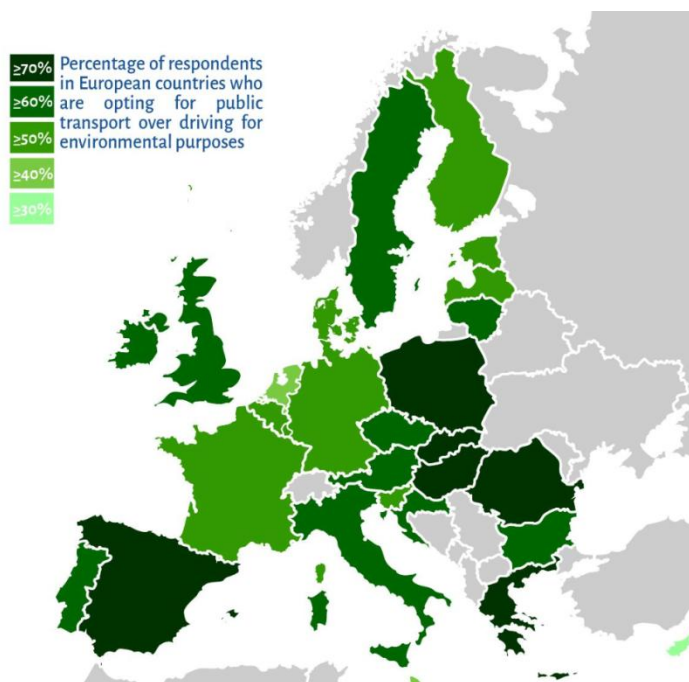 Percentage of respondents
in European countries who
are opting for public
transport over driving for
environmental purposes
≥70%
≥60%
≥50%
≥40%
≥30%